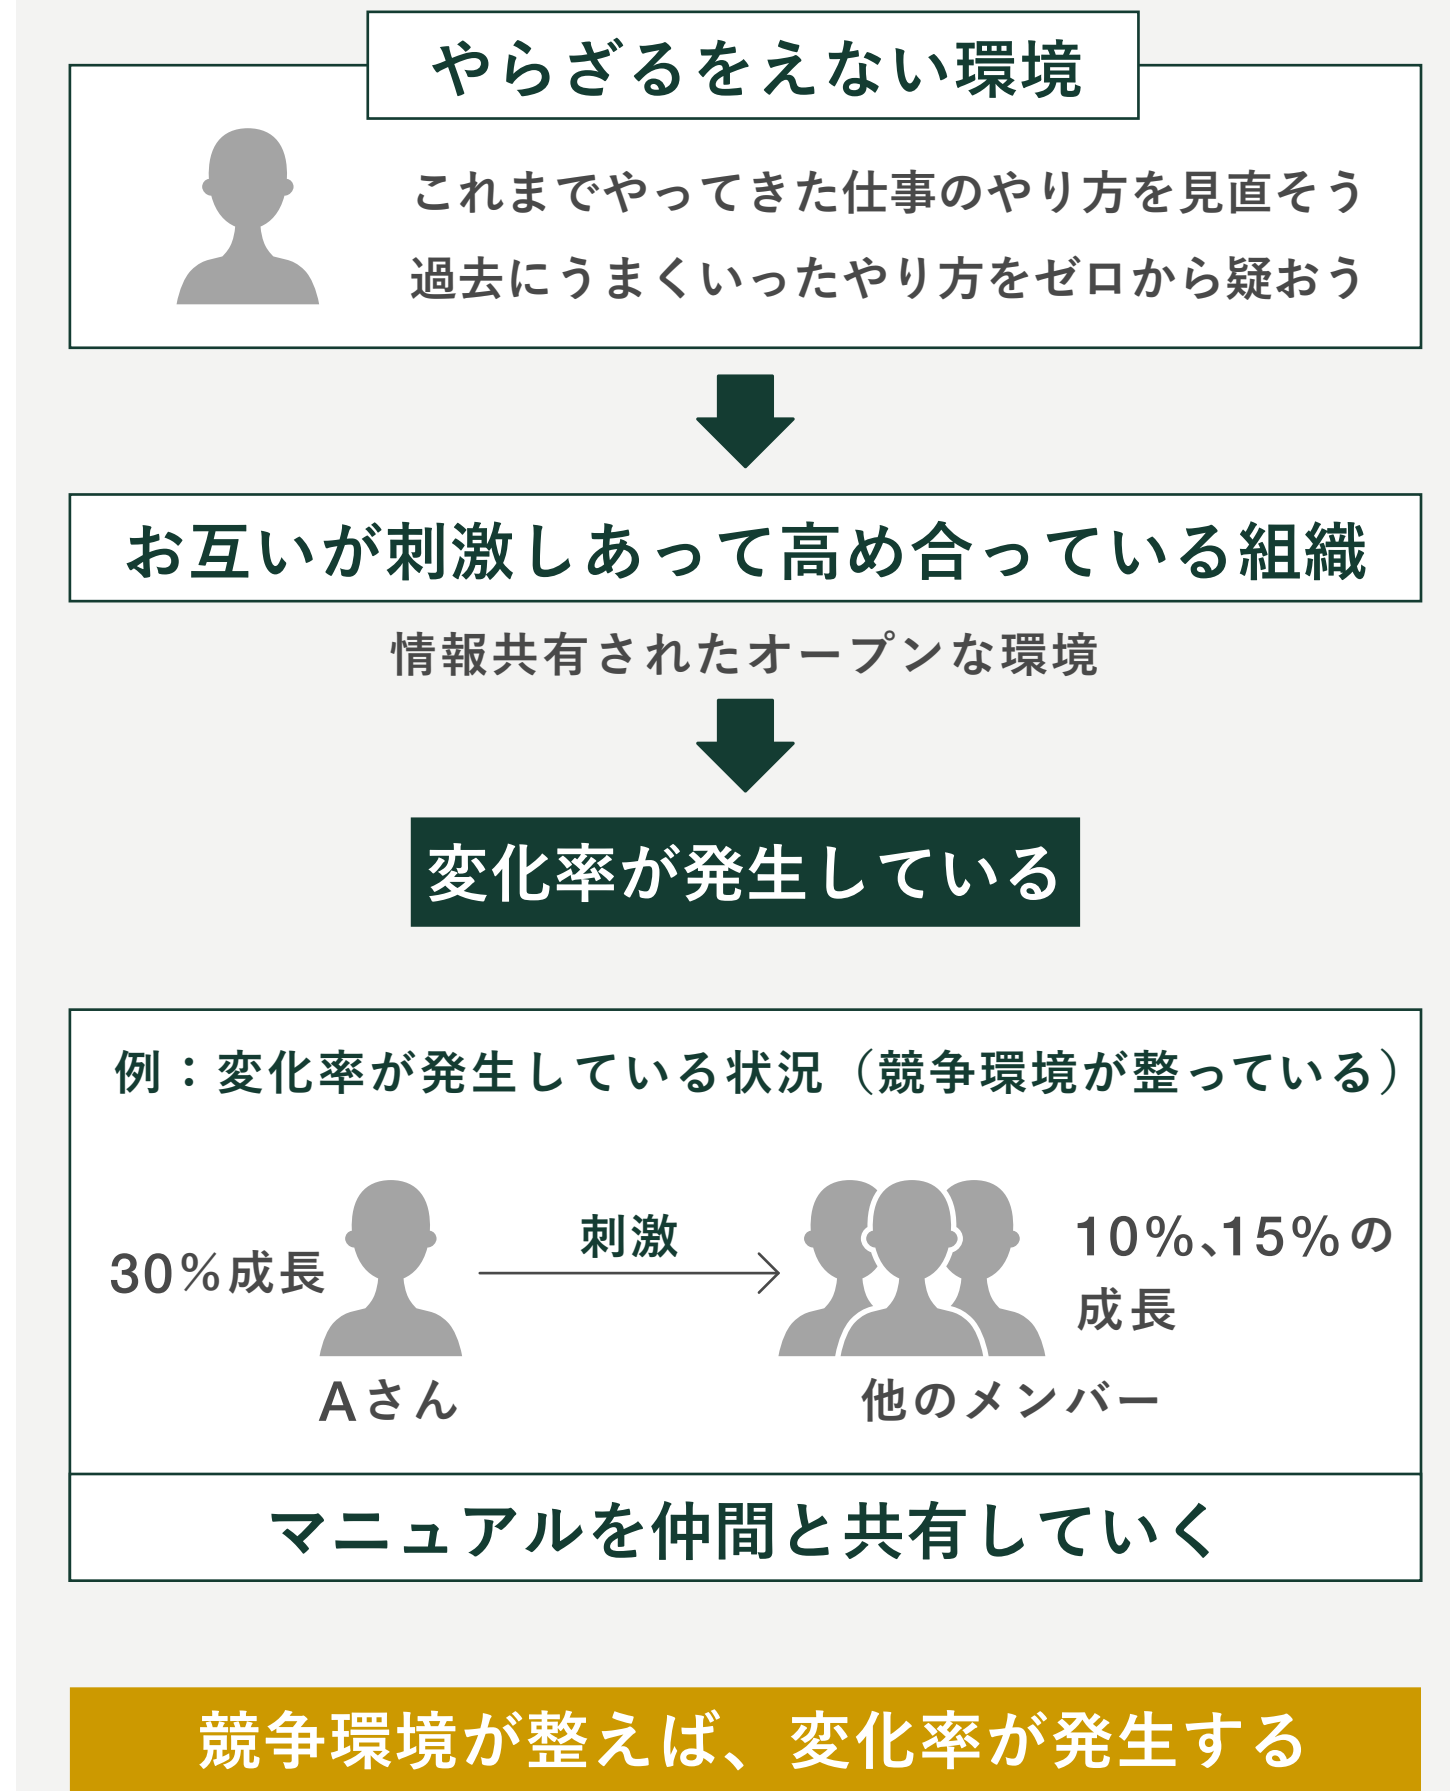 やらざるをえない環境
これまでやってきた仕事のやり方を見直そう
過去にうまくいったやり方をゼロから疑おう
お互いが刺激しあって高め合っている組織
情報共有されたオープンな環境
変化率が発生している
例：変化率が発生している状況（競争環境が整っている）
30%成長
刺激
10%、15%の
成長
Aさん
他のメンバー
マニュアルを仲間と共有していく
競争環境が整えば、変化率が発生する